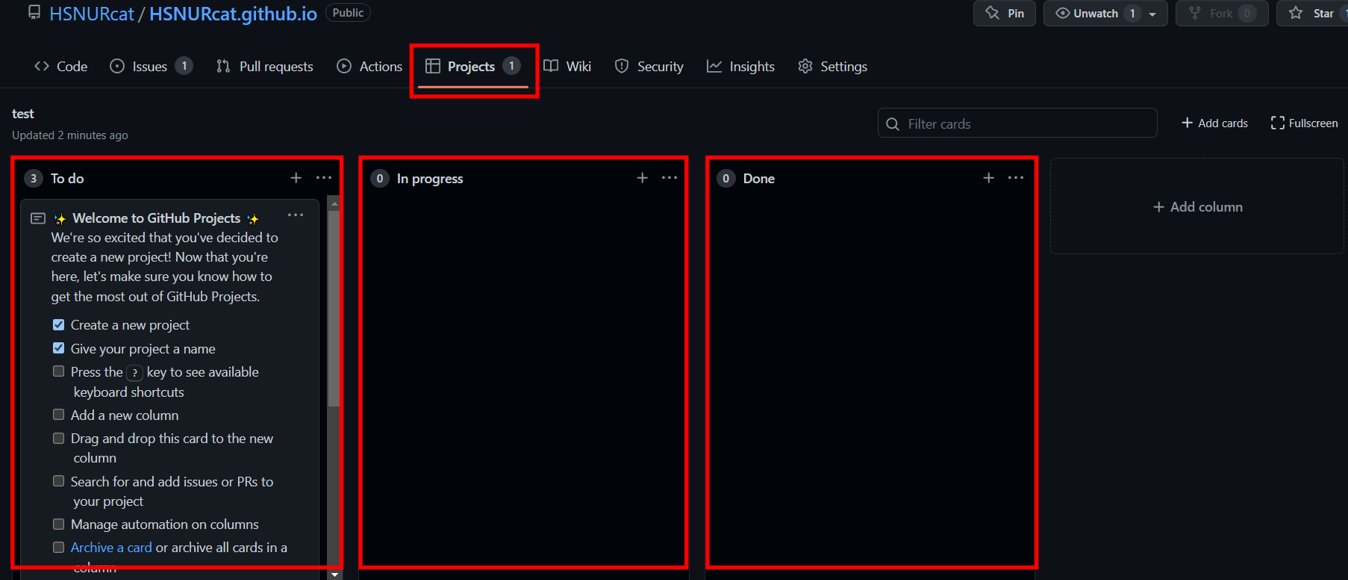 HSNURcat / HSNURcat.github.io Public
Pin Unwatch 1 Fork 0 Star
Code Issues 1 Pull requests Actions Projects 1 Wiki Security Insights Settings
test
Updated 2 minutes ago
Filter cards
+ Add cards Fullscreen
3 To do + ...
0 In progress + ...
0 Done + ...
+ Add column
✨ Welcome to GitHub Projects ✨ ...
We're so excited that you've decided to
create a new project! Now that you're
here, let's make sure you know how to
get the most out of GitHub Projects.
Create a new project
Give your project a name
Press the ? key to see available
keyboard shortcuts
Add a new column
Drag and drop this card to the new
column
Search for and add issues or PRs to
your project
Manage automation on columns
Archive a card or archive all cards in a
column